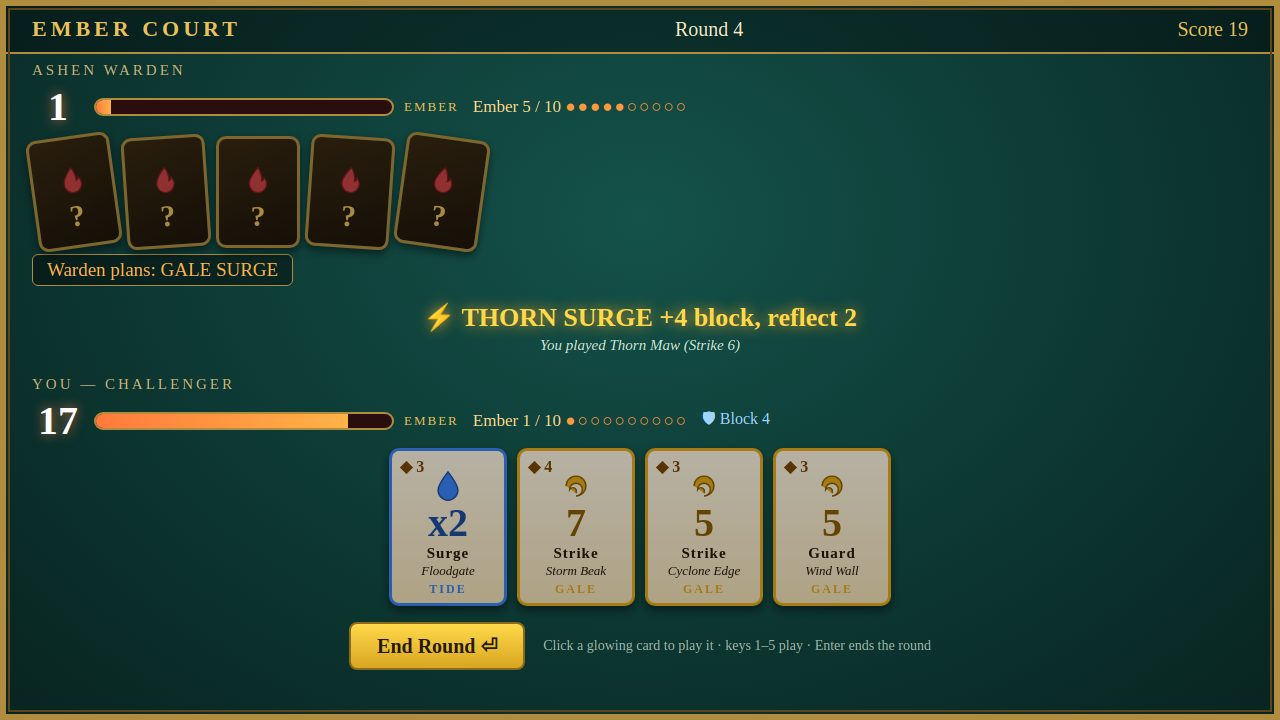 EMBER COURT
Round 4
Score 19
ASHEN WARDEN
1
EMBER Ember 5 / 10 ●●●●●○○○○○
? ? ? ? ?
Warden plans: GALE SURGE
⚡ THORN SURGE +4 block, reflect 2
You played Thorn Maw (Strike 6)
YOU — CHALLENGER
17
EMBER Ember 1 / 10 ●○○○○○○○○○
Block 4
◆ 3
x2
Surge
Floodgate
TIDE
◆ 4
7
Strike
Storm Beak
GALE
◆ 3
5
Strike
Cyclone Edge
GALE
◆ 3
5
Guard
Wind Wall
GALE
End Round ⏎
Click a glowing card to play it · keys 1–5 play · Enter ends the round